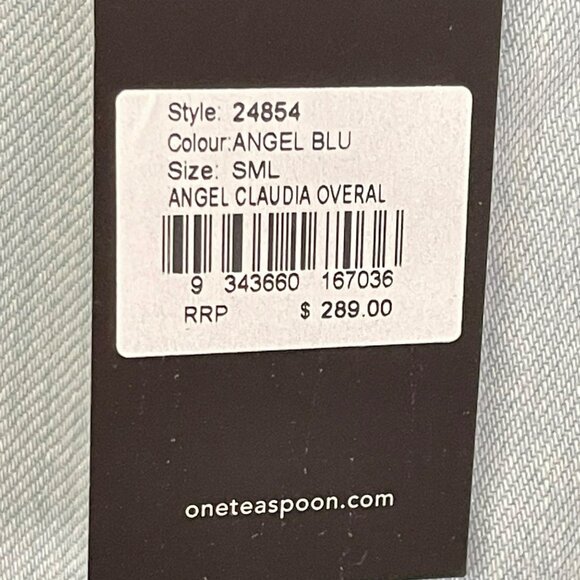 Style: 24854
Colour:ANGEL BLU
Size: SML
ANGEL CLAUDIA OVERAL
9 343660 167036
RRP $ 289.00
oneteaspoon.com